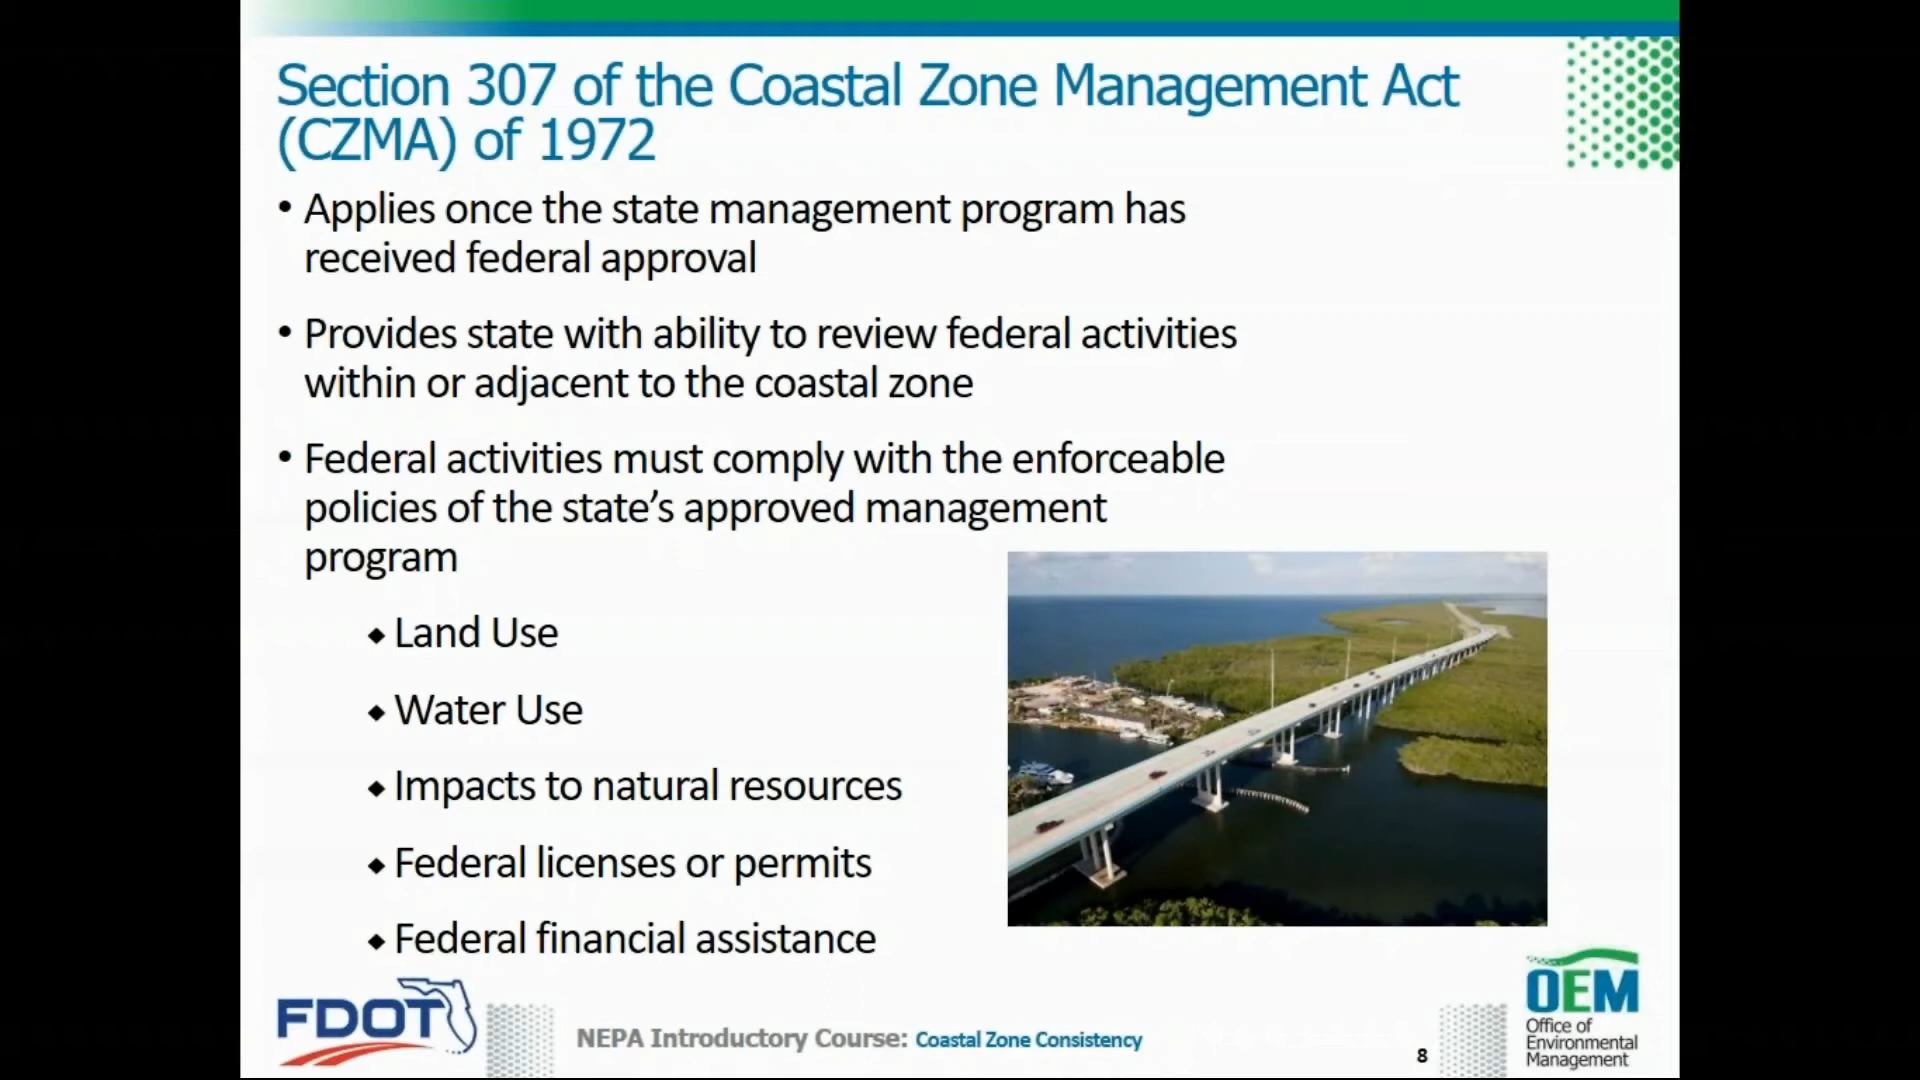 Section 307 of the Coastal Zone Management Act
(CZMA) of 1972
• Applies once the state management program has
received federal approval
• Provides state with ability to review federal activities
within or adjacent to the coastal zone
• Federal activities must comply with the enforceable
policies of the state’s approved management
program
◆ Land Use
◆ Water Use
◆ Impacts to natural resources
◆ Federal licenses or permits
◆ Federal financial assistance
FDOT
NEPA Introductory Course: Coastal Zone Consistency
8
OEM
Office of
Environmental
Management